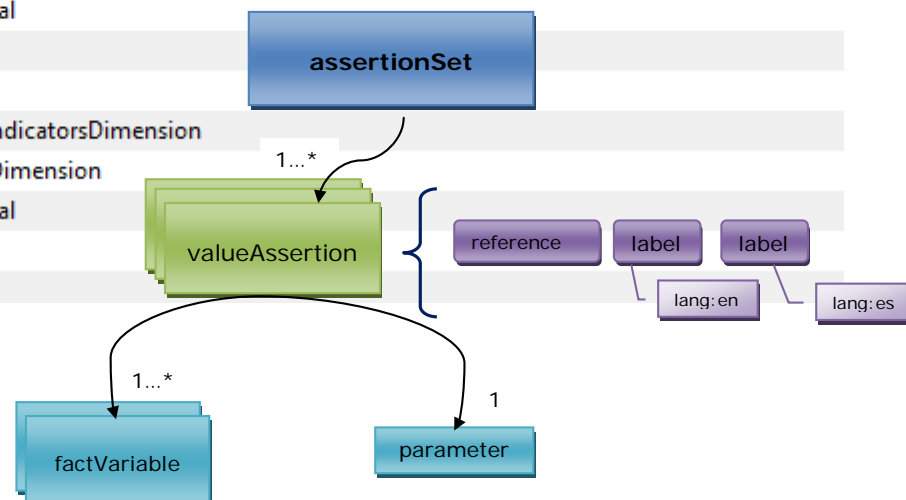 al
assertionSet
ndicatorsDimension
1...*
Dimension
al
valueAssertion
reference
label
label
lang:en
lang:es
1...*
1
parameter
factVariable